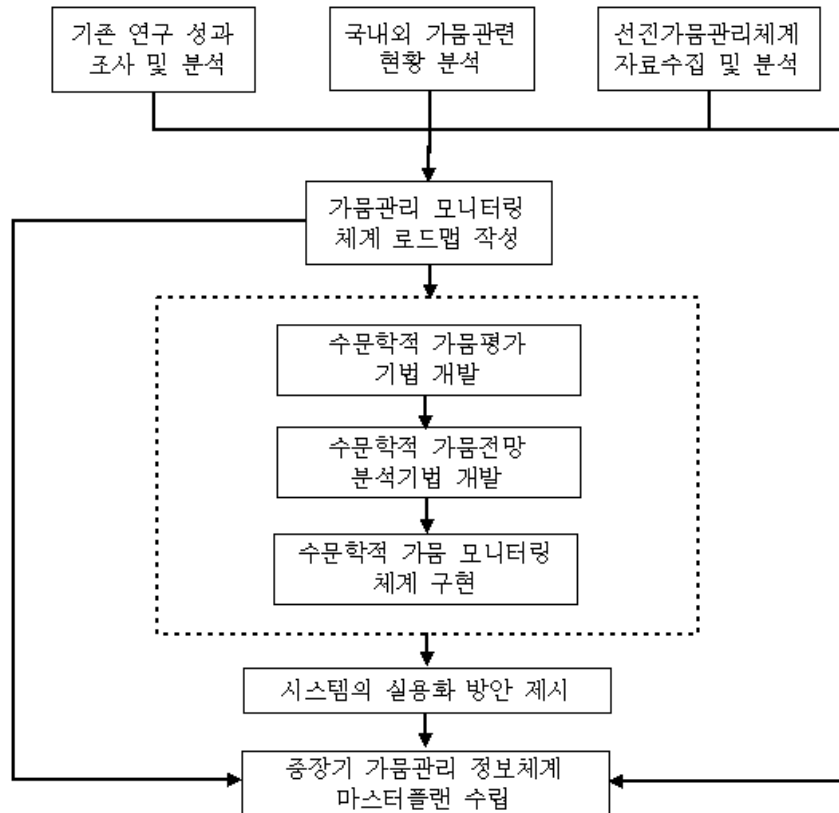 기존 연구 성과
조사 및 분석
국내외 가뭄관련
현황 분석
선진가뭄관리체계
자료수집 및 분석
가뭄관리 모니터링
체계 로드맵 작성
수문학적 가뭄평가
기법 개발
수문학적 가뭄전망
분석기법 개발
수문학적 가뭄 모니터링
체계 구현
시스템의 실용화 방안 제시
중장기 가뭄관리 정보체계
마스터플랜 수립